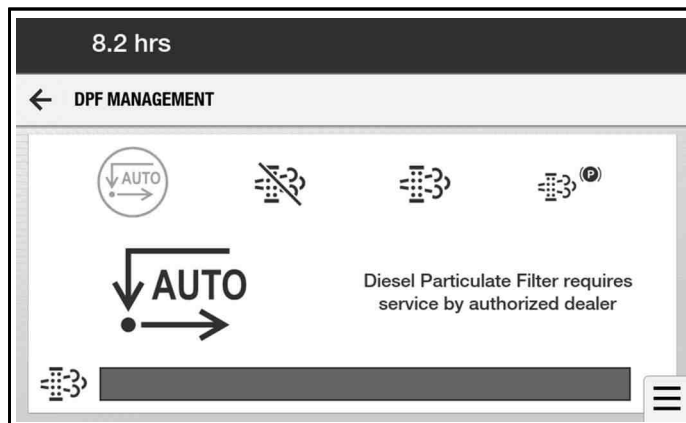 8.2 hrs
DPF MANAGEMENT
AUTO
P
AUTO
Diesel Particulate Filter requires
service by authorized dealer